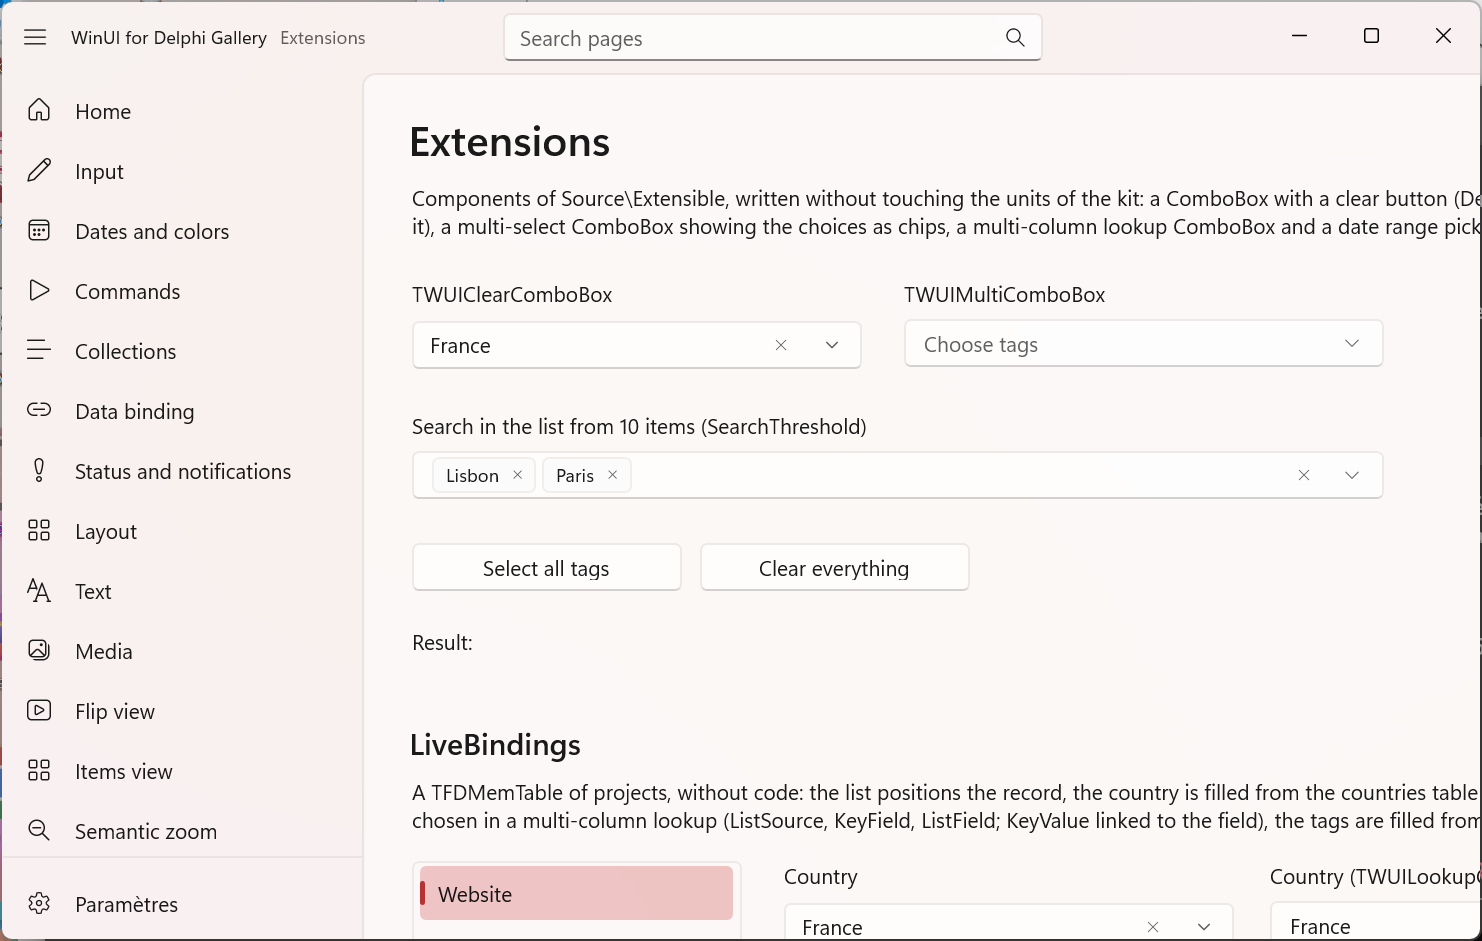 WinUI for Delphi Gallery Extensions
Search pages
Home
Input
Dates and colors
Commands
Collections
Data binding
Status and notifications
Layout
Text
Media
Flip view
Items view
Semantic zoom
Paramètres
Extensions
Components of Source\Extensible, written without touching the units of the kit: a ComboBox with a clear button (De
it), a multi-select ComboBox showing the choices as chips, a multi-column lookup ComboBox and a date range pick
TWUIClearComboBox
TWUIMultiComboBox
France
Choose tags
Search in the list from 10 items (SearchThreshold)
Lisbon
Paris
Select all tags
Clear everything
Result:
LiveBindings
A TFDMemTable of projects, without code: the list positions the record, the country is filled from the countries table
chosen in a multi-column lookup (ListSource, KeyField, ListField; KeyValue linked to the field), the tags are filled from
Website
Country
Country (TWUILookup
France
France